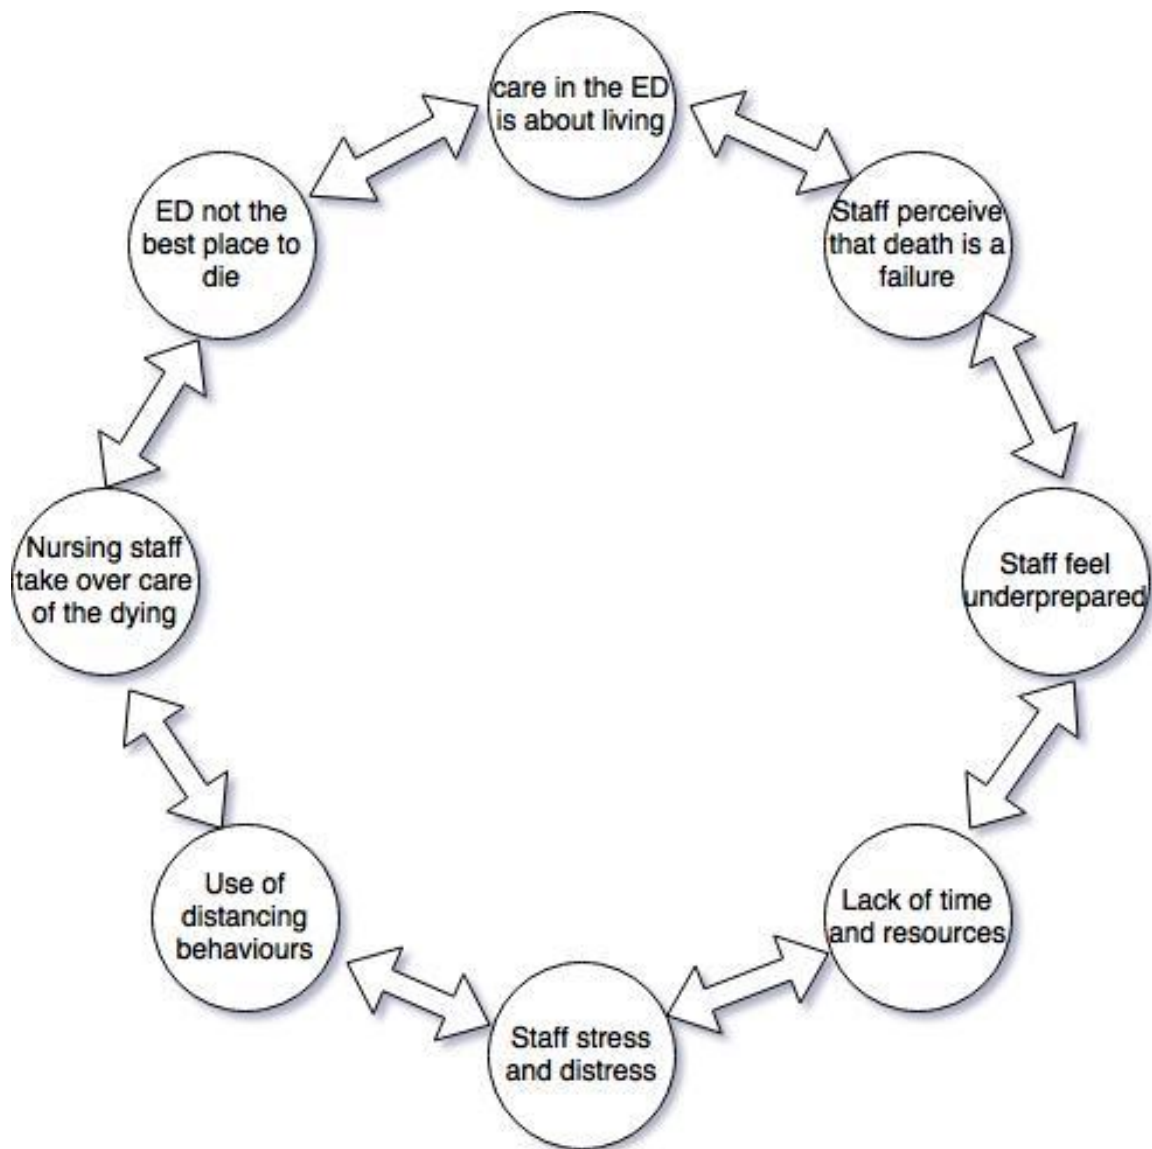 care in the ED
is about living
Staff perceive
that death is a
failure
Staff feel
underprepared
Lack of time
and resources
Staff stress
and distress
Use of
distancing
behaviours
Nursing staff
take over care
of the dying
ED not the
best place to
die